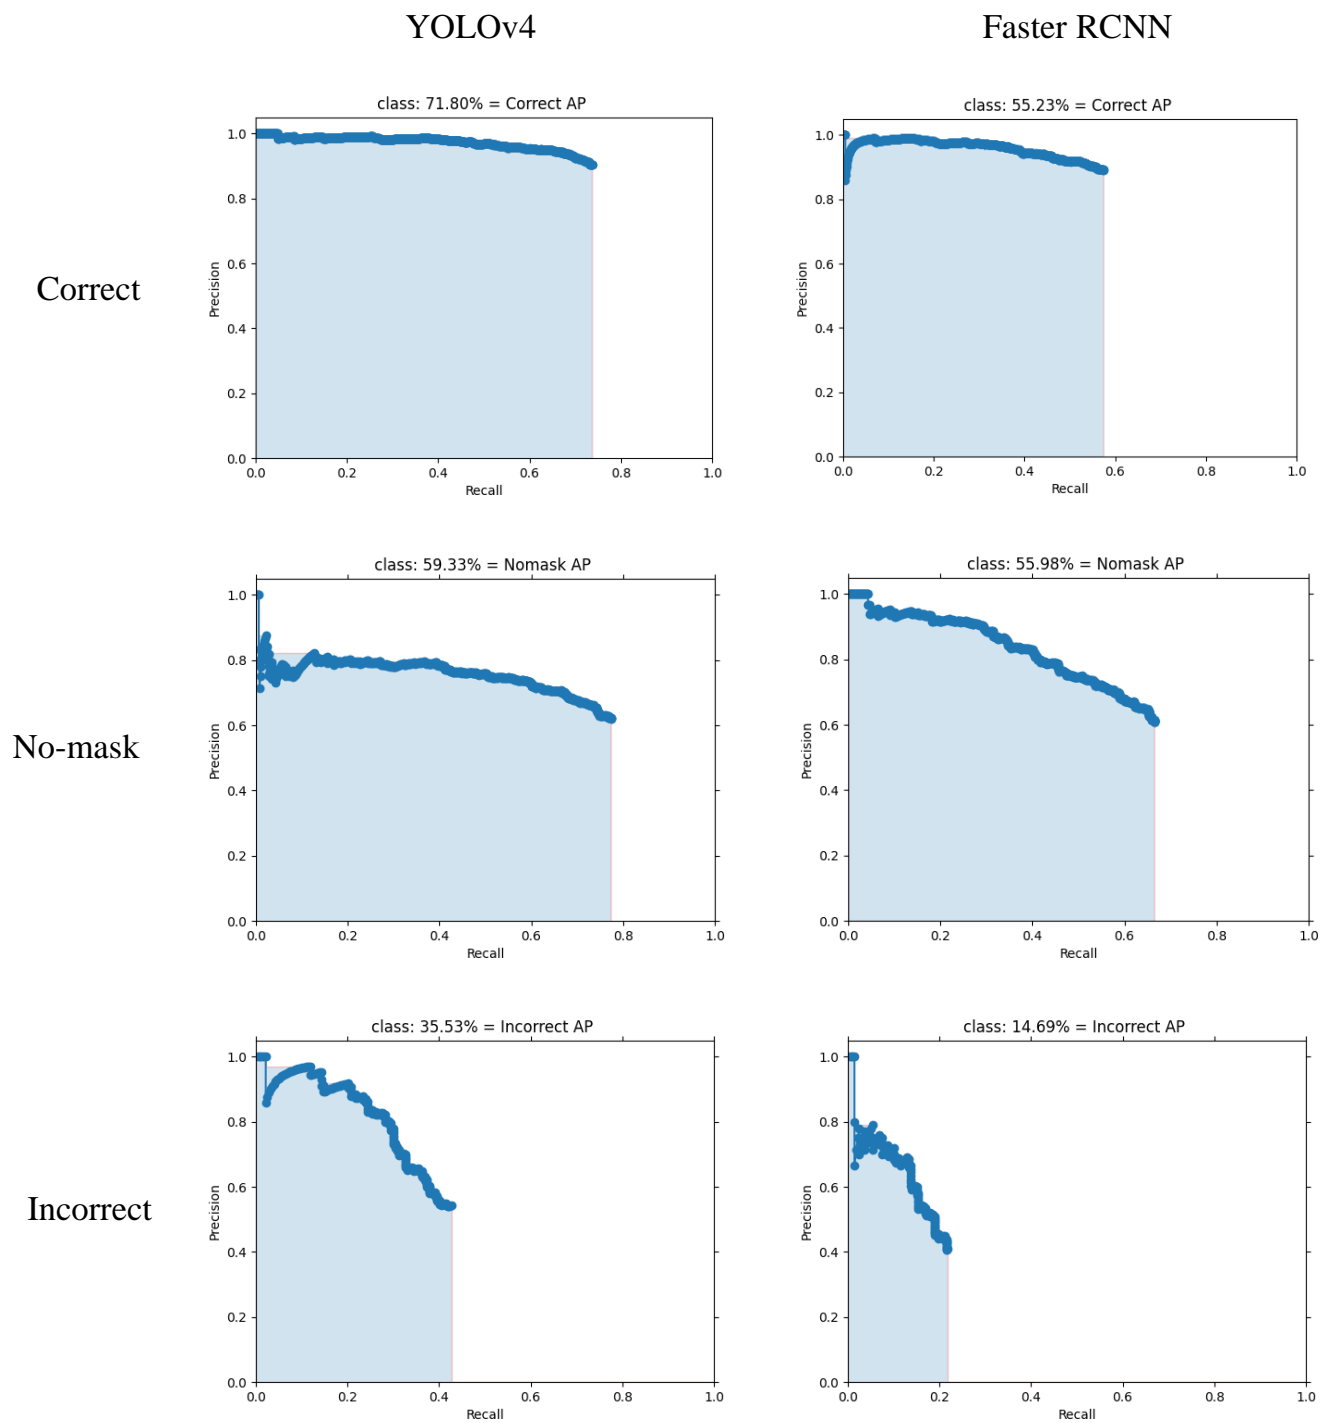 YOLOv4
Faster RCNN
Correct
class: 71.80% = Correct AP
Precision
1.0
0.8
0.6
0.4
0.2
0.0
0.0 0.2 0.4 0.6 0.8 1.0
Recall
class: 55.23% = Correct AP
Precision
1.0
0.8
0.6
0.4
0.2
0.0
0.0 0.2 0.4 0.6 0.8 1.0
Recall
No-mask
class: 59.33% = Nomask AP
Precision
1.0
0.8
0.6
0.4
0.2
0.0
0.0 0.2 0.4 0.6 0.8 1.0
Recall
class: 55.98% = Nomask AP
Precision
1.0
0.8
0.6
0.4
0.2
0.0
0.0 0.2 0.4 0.6 0.8 1.0
Recall
Incorrect
class: 35.53% = Incorrect AP
Precision
1.0
0.8
0.6
0.4
0.2
0.0
0.0 0.2 0.4 0.6 0.8 1.0
Recall
class: 14.69% = Incorrect AP
Precision
1.0
0.8
0.6
0.4
0.2
0.0
0.0 0.2 0.4 0.6 0.8 1.0
Recall